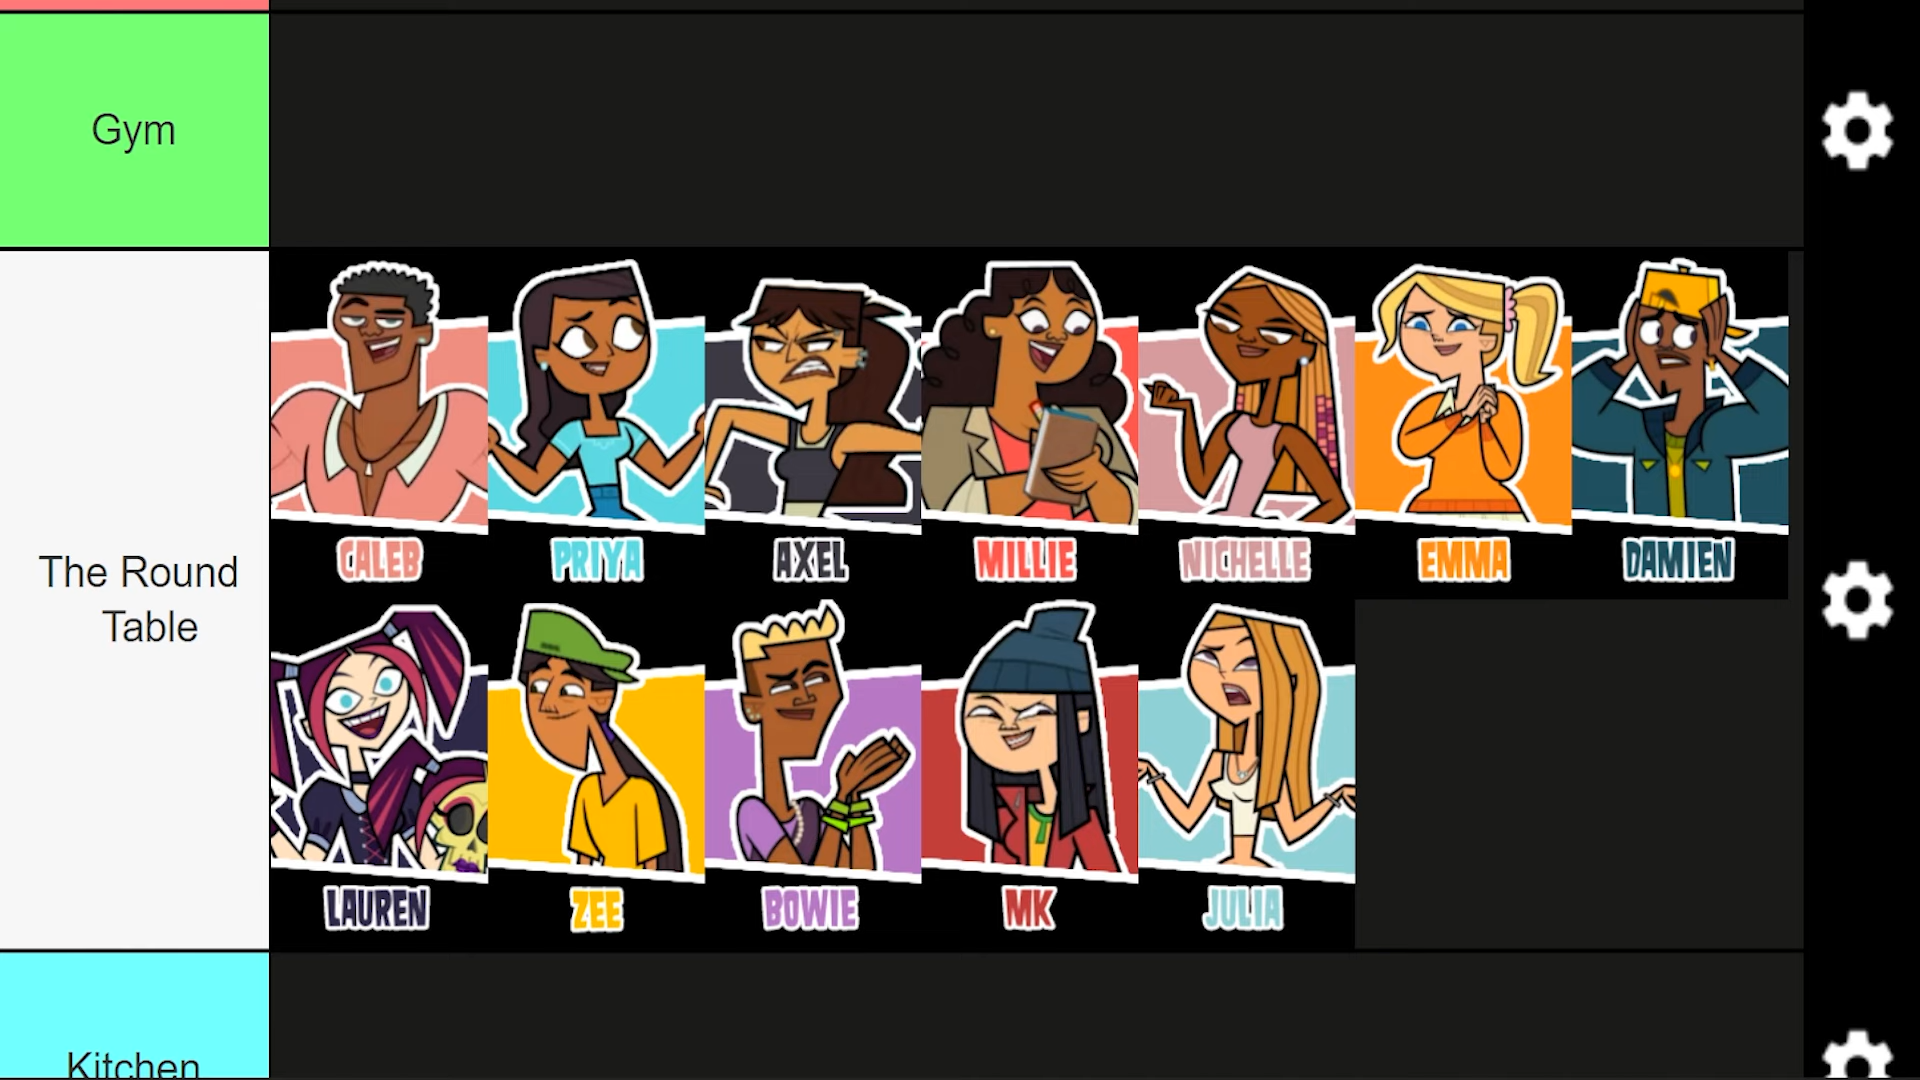 Gym
The Round
Table
CALEB
PRIYA
AXEL
MILLIE
NICHELLE
EMMA
DAMIEN
LAUREN
ZEE
BOWIE
MK
JULIA
Kitchen